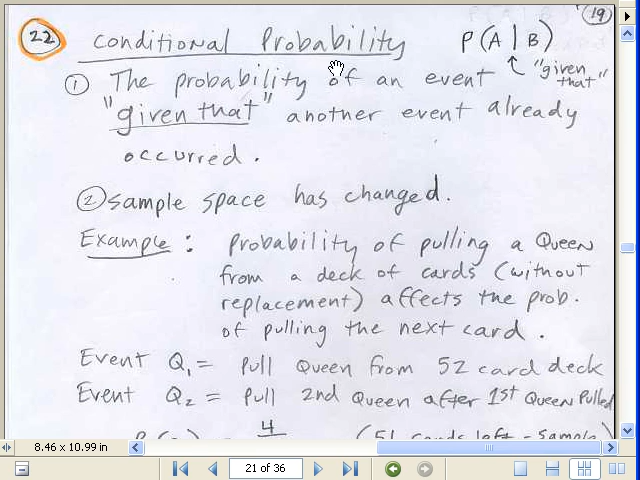 19
22 Conditional Probability P(A | B)
"given that"
① The probability of an event
"given that" another event already
occurred.
② Sample space has changed.
Example: Probability of pulling a Queen
from a deck of cards (without
replacement) affects the prob.
of pulling the next card.
Event Q₁ = Pull Queen from 52 card deck
Event Q₂ = Pull 2nd Queen after 1st Queen Pulled
4 (51 cards left - sample
8.46 x 10.99 in
21 of 36